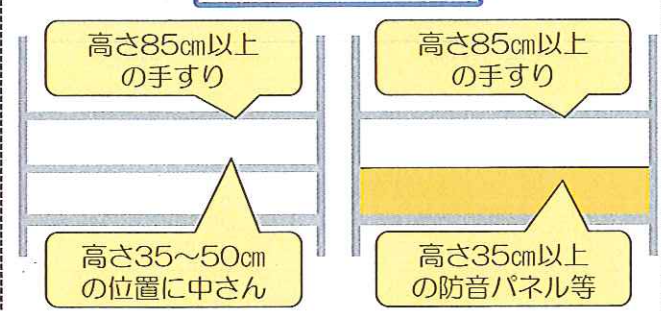 高さ85㎝以上
の手すり
高さ85㎝以上
の手すり
高さ35〜50㎝
の位置に中さん
高さ35㎝以上
の防音パネル等